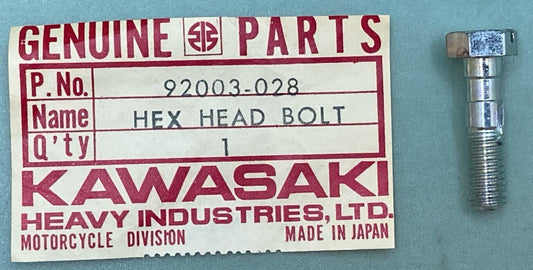 GENUINE PARTS
P. No. 92003-028
Name HEX HEAD BOLT
Q'ty 1
KAWASAKI
HEAVY INDUSTRIES, LTD.
MOTORCYCLE DIVISION MADE IN JAPAN